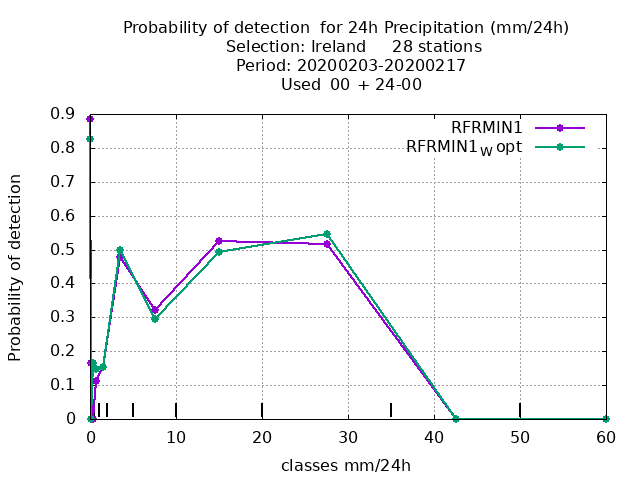 Probability of detection  for 24h Precipitation (mm/24h)
Selection: Ireland     28 stations
Period: 20200203-20200217
Used  00 + 24-00
RFRMIN1
RFRMIN1W opt
0.9
0.8
0.7
0.6
0.5
0.4
0.3
0.2
0.1
0
Probability of detection
0 10 20 30 40 50 60
classes mm/24h